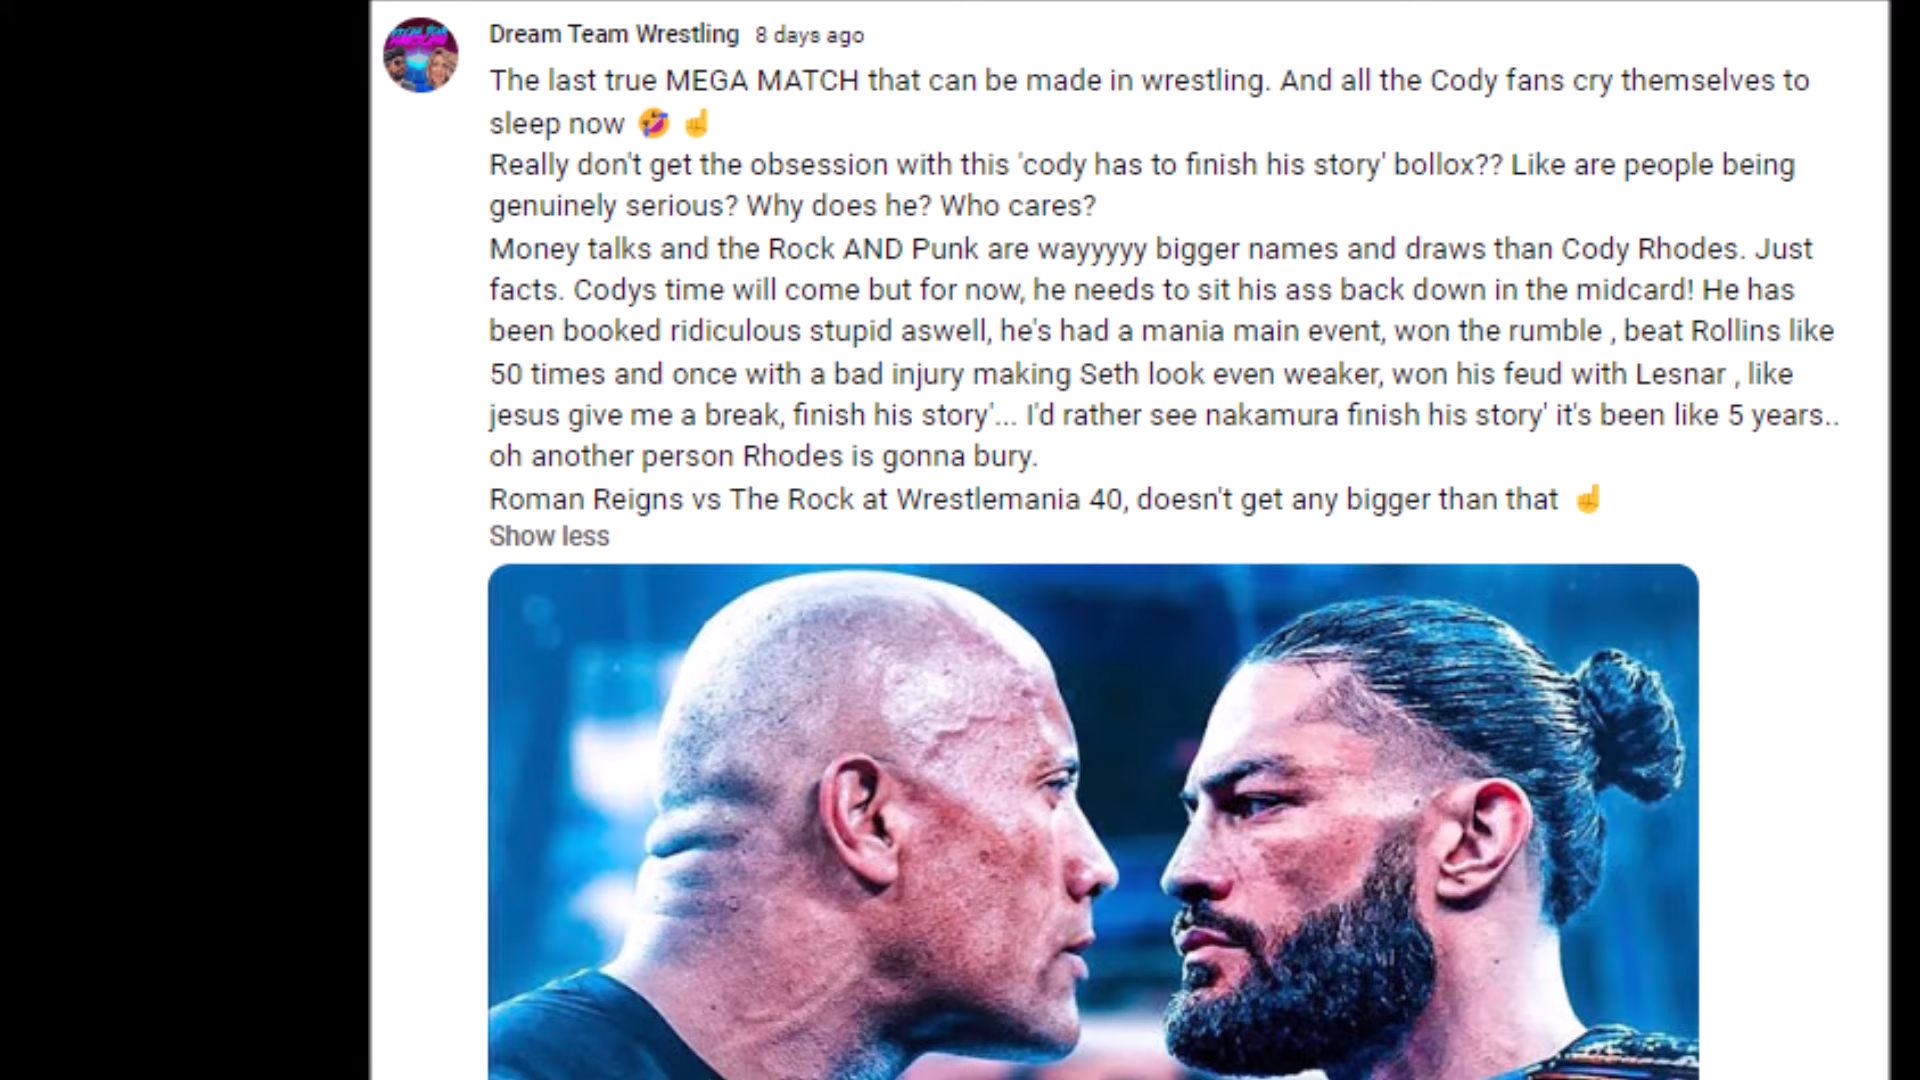 Dream Team Wrestling 8 days ago
The last true MEGA MATCH that can be made in wrestling. And all the Cody fans cry themselves to
sleep now 🤣 ☝
Really don't get the obsession with this 'cody has to finish his story' bollox?? Like are people being
genuinely serious? Why does he? Who cares?
Money talks and the Rock AND Punk are wayyyyy bigger names and draws than Cody Rhodes. Just
facts. Codys time will come but for now, he needs to sit his ass back down in the midcard! He has
been booked ridiculous stupid aswell, he's had a mania main event, won the rumble , beat Rollins like
50 times and once with a bad injury making Seth look even weaker, won his feud with Lesnar , like
jesus give me a break, finish his story'... I'd rather see nakamura finish his story' it's been like 5 years..
oh another person Rhodes is gonna bury.
Roman Reigns vs The Rock at Wrestlemania 40, doesn't get any bigger than that ☝
Show less